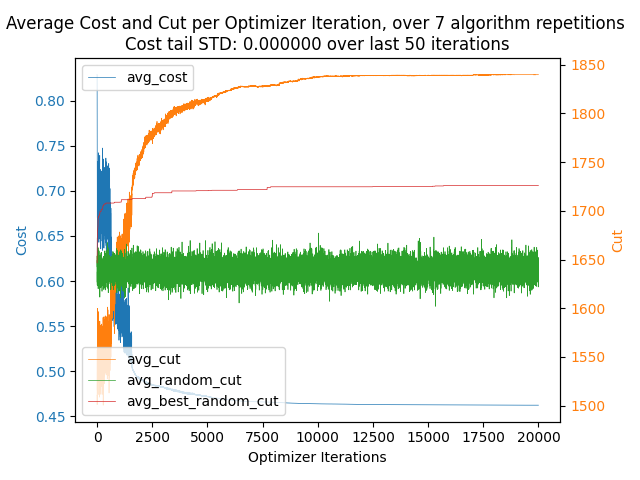 Average Cost and Cut per Optimizer Iteration, over 7 algorithm repetitions
Cost tail STD: 0.000000 over last 50 iterations
avg_cost
0.80
0.75
0.70
0.65
0.60
0.55
0.50
0.45
Cost
1850
1800
1750
1700
1650
1600
1550
1500
Cut
avg_cut
avg_random_cut
avg_best_random_cut
0 2500 5000 7500 10000 12500 15000 17500 20000
Optimizer Iterations